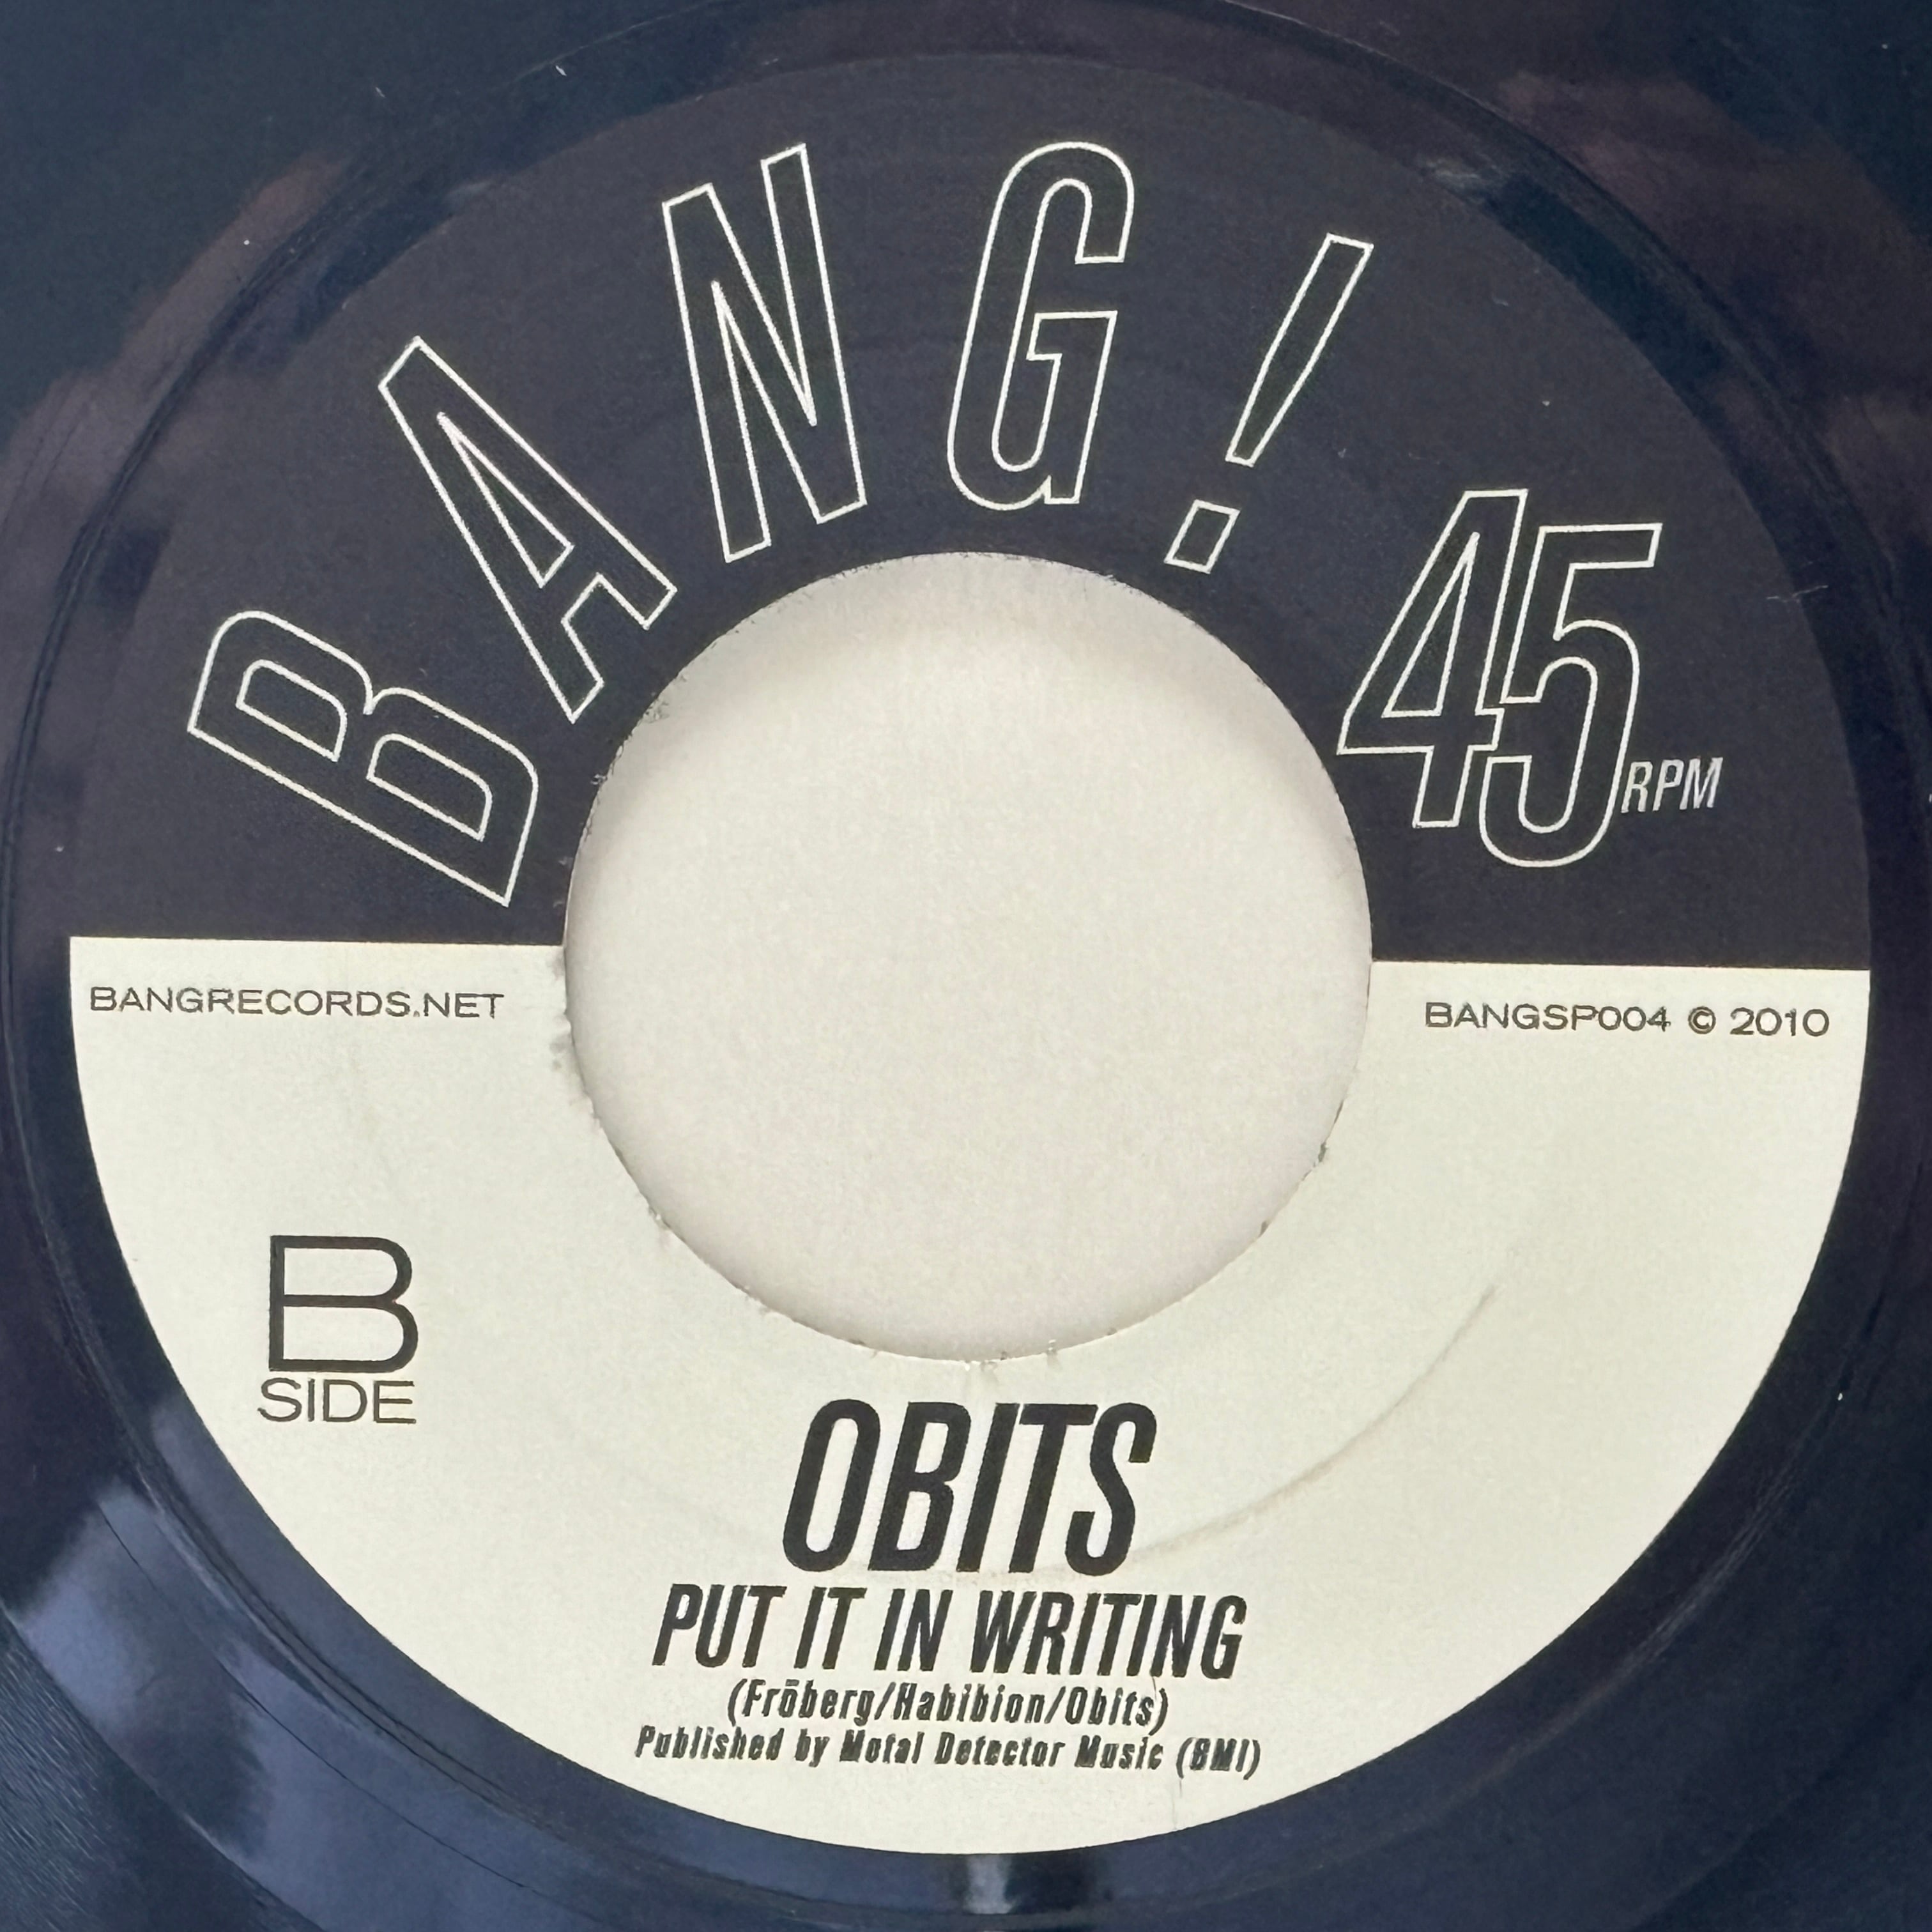 BANG!
45 RPM
BANGRECORDS.NET
BANGSP004 © 2010
B
SIDE
OBITS
PUT IT IN WRITING
(Fröberg/Habibion/Obits)
Published by Metal Detector Music (BMI)